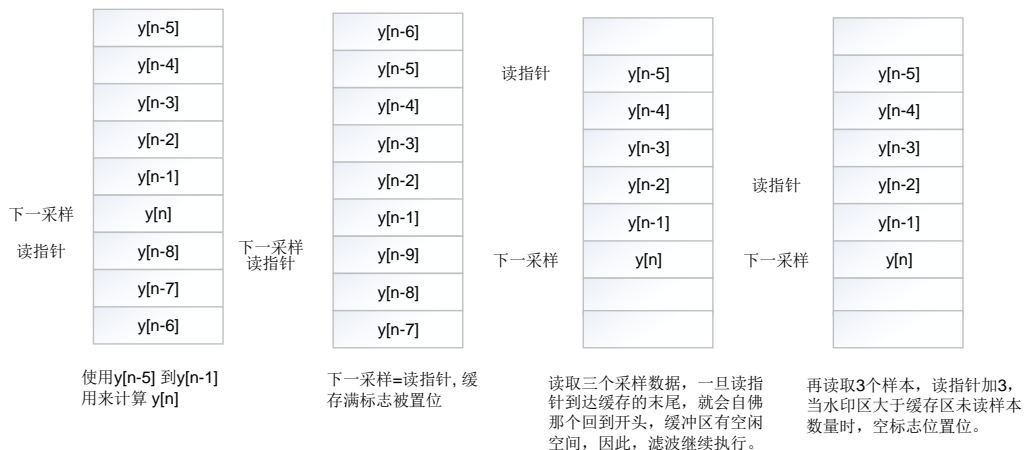 y[n-5]
y[n-4]
y[n-3]
y[n-2]
y[n-1]
下一采样
y[n]
读指针
y[n-8]
y[n-7]
y[n-6]
使用y[n-5] 到y[n-1]
用来计算 y[n]
y[n-6]
y[n-5]
y[n-4]
y[n-3]
y[n-2]
y[n-1]
下一采样
读指针
y[n-9]
y[n-8]
y[n-7]
下一采样=读指针, 缓
存满标志被置位
读指针
y[n-5]
y[n-4]
y[n-3]
y[n-2]
y[n-1]
下一采样
y[n]
读取三个采样数据，一旦读指
针到达缓存的末尾，就会自佛
那个回到开头，缓冲区有空闲
空间，因此，滤波继续执行。
y[n-5]
y[n-4]
y[n-3]
读指针
y[n-2]
y[n-1]
下一采样
y[n]
再读取3个样本，读指针加3，
当水印区大于缓存区未读样本
数量时，空标志位置位。